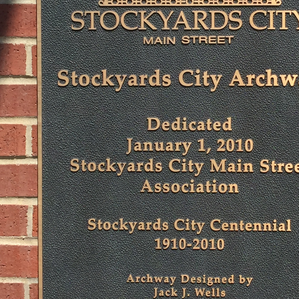 STOCKYARDS CITY
MAIN STREET
Stockyards City Archw
Dedicated
January 1, 2010
Stockyards City Main Stree
Association
Stockyards City Centennial
1910-2010
Archway Designed by
Jack J. Wells